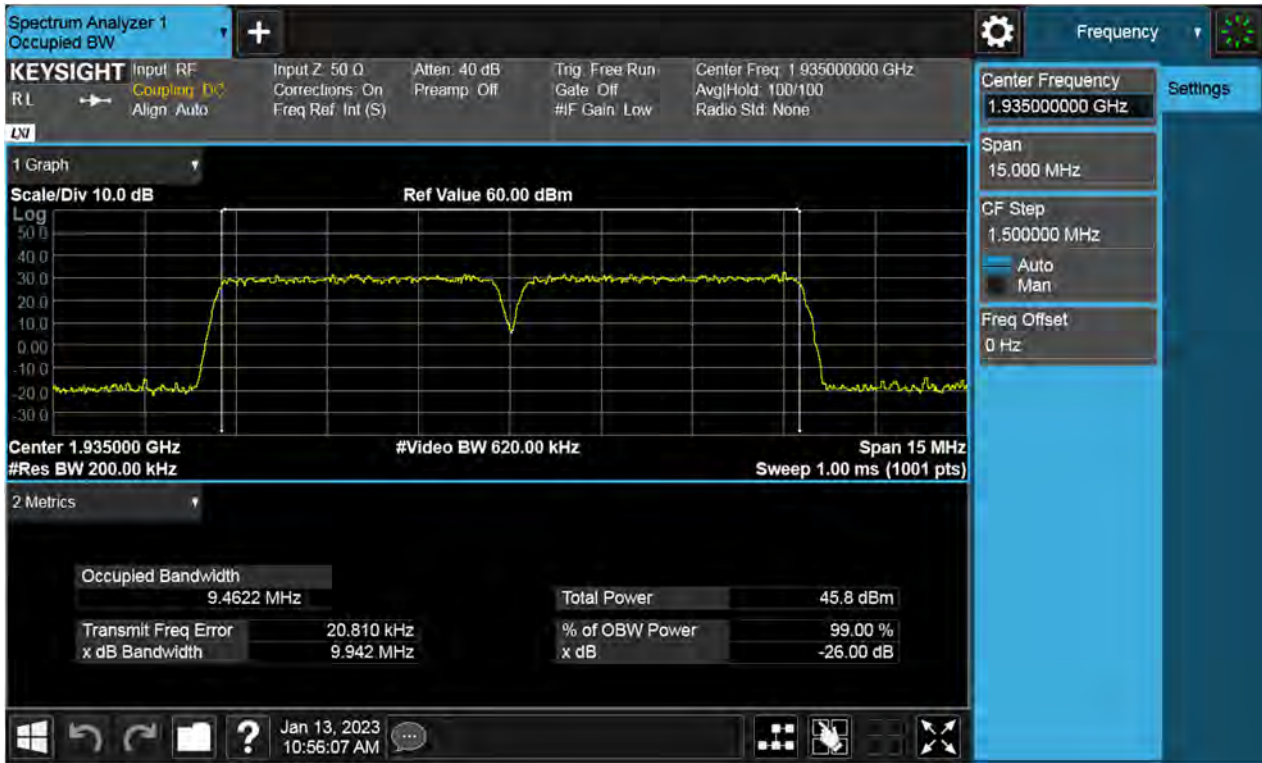 Spectrum Analyzer 1
Occupied BW
Frequency
KEYSIGHT
RL
LXI
Input: RF
Coupling: DC
Align: Auto
Input Z: 50 Ω
Corrections: On
Freq Ref: Int (S)
Atten: 40 dB
Preamp: Off
Trig: Free Run
Gate: Off
#IF Gain: Low
Center Freq: 1.935000000 GHz
Avg|Hold: 100/100
Radio Std: None
Center Frequency
1.935000000 GHz
Settings
Span
15.000 MHz
CF Step
1.500000 MHz
Auto
Man
Freq Offset
0 Hz
1 Graph
Scale/Div 10.0 dB
Ref Value 60.00 dBm
Log
50.0
40.0
30.0
20.0
10.0
0.00
-10.0
-20.0
-30.0
Center 1.935000 GHz
#Video BW 620.00 kHz
Span 15 MHz
#Res BW 200.00 kHz
Sweep 1.00 ms (1001 pts)
2 Metrics
Occupied Bandwidth
9.4622 MHz
Total Power
45.8 dBm
Transmit Freq Error
20.810 kHz
% of OBW Power
99.00 %
x dB Bandwidth
9.942 MHz
x dB
-26.00 dB
?
Jan 13, 2023
10:56:07 AM